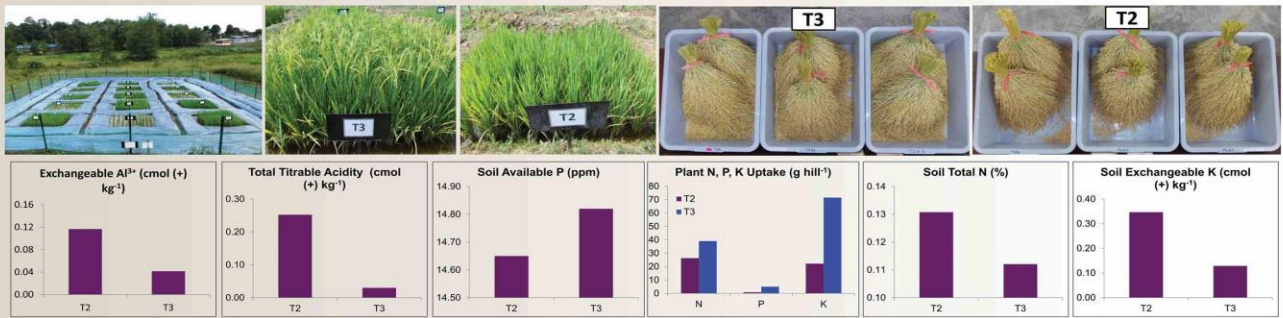 T3
T2
T3
T2
Exchangeable Al³⁺ (cmol (+)
kg⁻¹)
0.16
0.12
0.08
0.04
0.00
T2
T3
Total Titrable Acidity (cmol
(+) kg⁻¹)
0.30
0.20
0.10
0.00
T2
T3
Soil Available P (ppm)
14.90
14.80
14.70
14.60
14.50
T2
T3
Plant N, P, K Uptake (g hill⁻¹)
80
70
60
50
40
30
20
10
0
T2
T3
N
P
K
Soil Total N (%)
0.14
0.13
0.12
0.11
0.10
T2
T3
Soil Exchangeable K (cmol
(+) kg⁻¹)
0.40
0.30
0.20
0.10
0.00
T2
T3